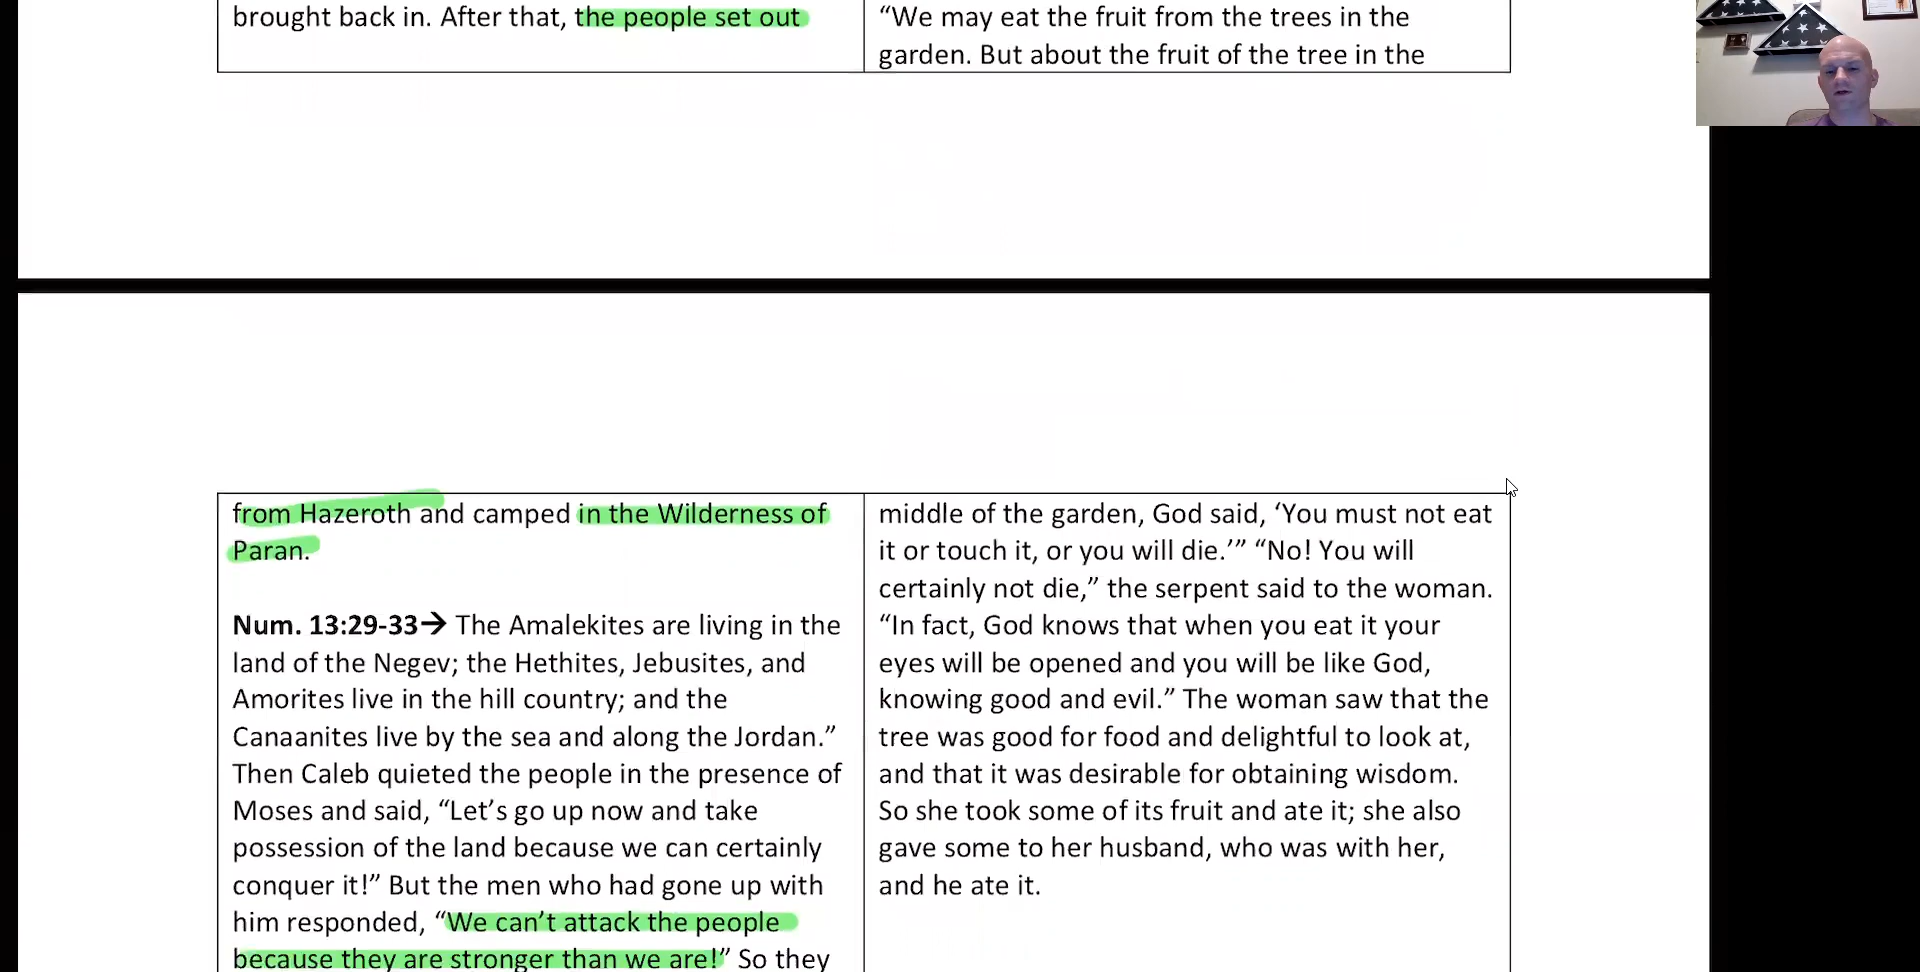 brought back in. After that, the people set out
“We may eat the fruit from the trees in the
garden. But about the fruit of the tree in the
from Hazeroth and camped in the Wilderness of
Paran.
Num. 13:29-33→ The Amalekites are living in the
land of the Negev; the Hethites, Jebusites, and
Amorites live in the hill country; and the
Canaanites live by the sea and along the Jordan.”
Then Caleb quieted the people in the presence of
Moses and said, “Let’s go up now and take
possession of the land because we can certainly
conquer it!” But the men who had gone up with
him responded, “We can’t attack the people
because they are stronger than we are!” So they
middle of the garden, God said, ‘You must not eat
it or touch it, or you will die.’” “No! You will
certainly not die,” the serpent said to the woman.
“In fact, God knows that when you eat it your
eyes will be opened and you will be like God,
knowing good and evil.” The woman saw that the
tree was good for food and delightful to look at,
and that it was desirable for obtaining wisdom.
So she took some of its fruit and ate it; she also
gave some to her husband, who was with her,
and he ate it.